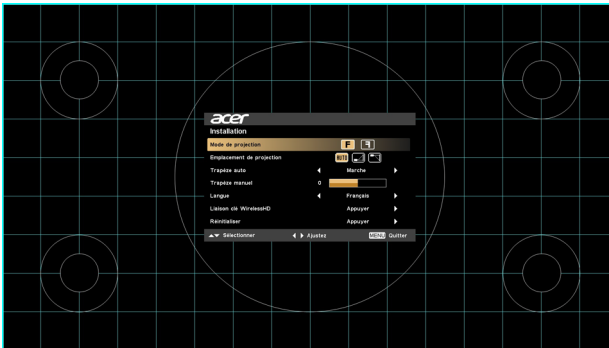 acer
Installation
Mode de projection F F
Emplacement de projection AUTO
Trapèze auto Marche
Trapèze manuel 0
Langue Français
Liaison clé WirelessHD Appuyer
Réinitialiser Appuyer
Sélectionner Ajustez MENU Quitter